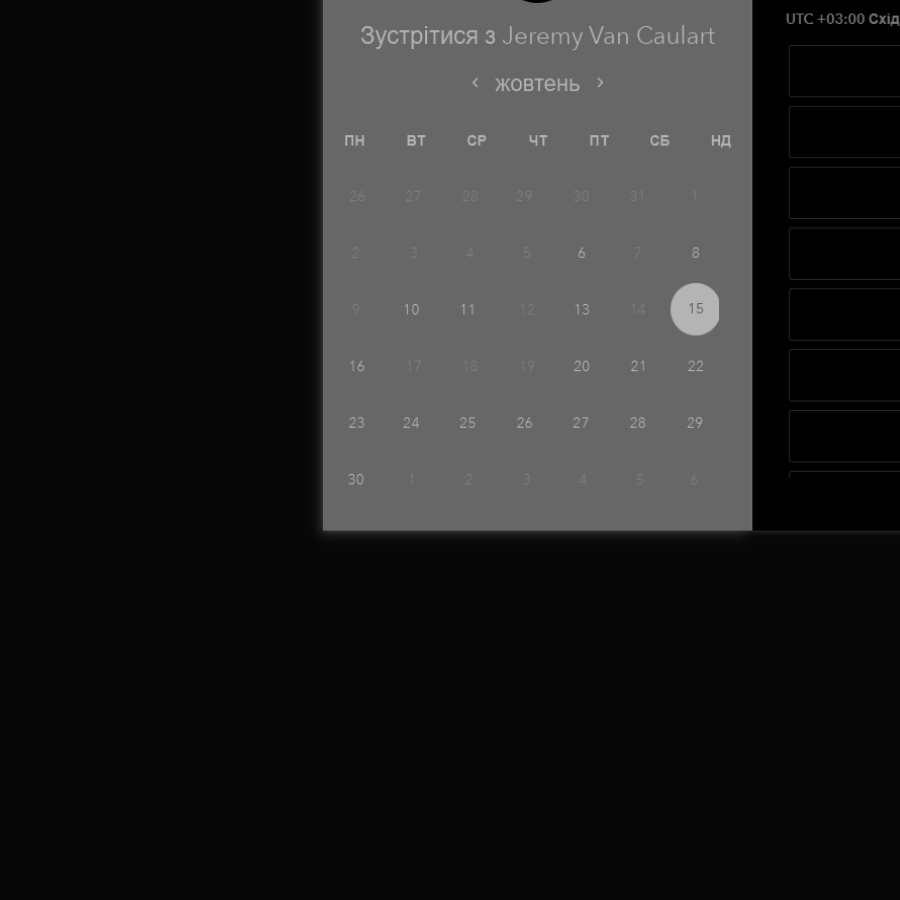 UTC +03:00 Схід
Зустрітися з Jeremy Van Caulart
‹ жовтень ›
ПН ВТ СР ЧТ ПТ СБ НД
26 27 28 29 30 31 1
2 3 4 5 6 7 8
9 10 11 12 13 14 15
16 17 18 19 20 21 22
23 24 25 26 27 28 29
30 1 2 3 4 5 6